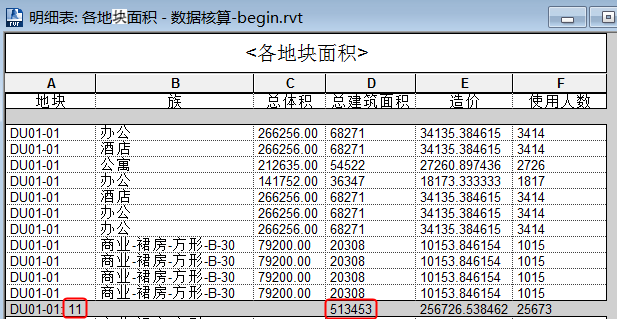 明细表: 各地块面积 - 数据核算-begin.rvt
<各地块面积>
A B C D E F
地块 族 总体积 总建筑面积 造价 使用人数
DU01-01 办公 266256.00 68271 34135.384615 3414
DU01-01 酒店 266256.00 68271 34135.384615 3414
DU01-01 公寓 212635.00 54522 27260.897436 2726
DU01-01 办公 141752.00 36347 18173.333333 1817
DU01-01 酒店 266256.00 68271 34135.384615 3414
DU01-01 办公 266256.00 68271 34135.384615 3414
DU01-01 办公 266256.00 68271 34135.384615 3414
DU01-01 商业-裙房-方形-B-30 79200.00 20308 10153.846154 1015
DU01-01 商业-裙房-方形-B-30 79200.00 20308 10153.846154 1015
DU01-01 商业-裙房-方形-B-30 79200.00 20308 10153.846154 1015
DU01-01 商业-裙房-方形-B-30 79200.00 20308 10153.846154 1015
DU01-01: 11 513453 256726.538462 25673